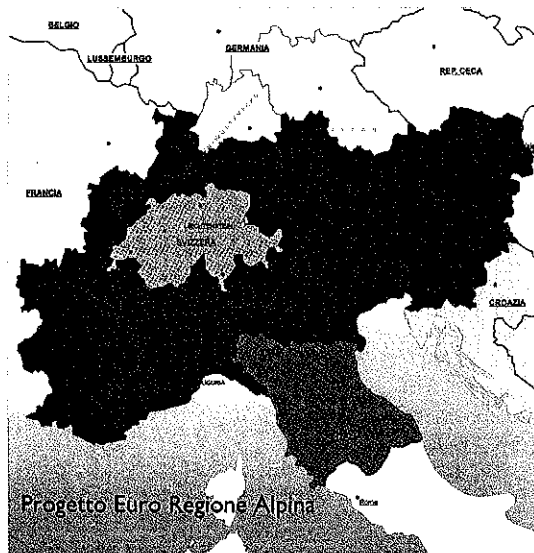 BELGIO
GERMANIA
LUSSEMBURGO
REP. CECA
FRANCIA
SVIZZERA
CROAZIA
LIGURIA
Roma
Progetto Euro Regione Alpina